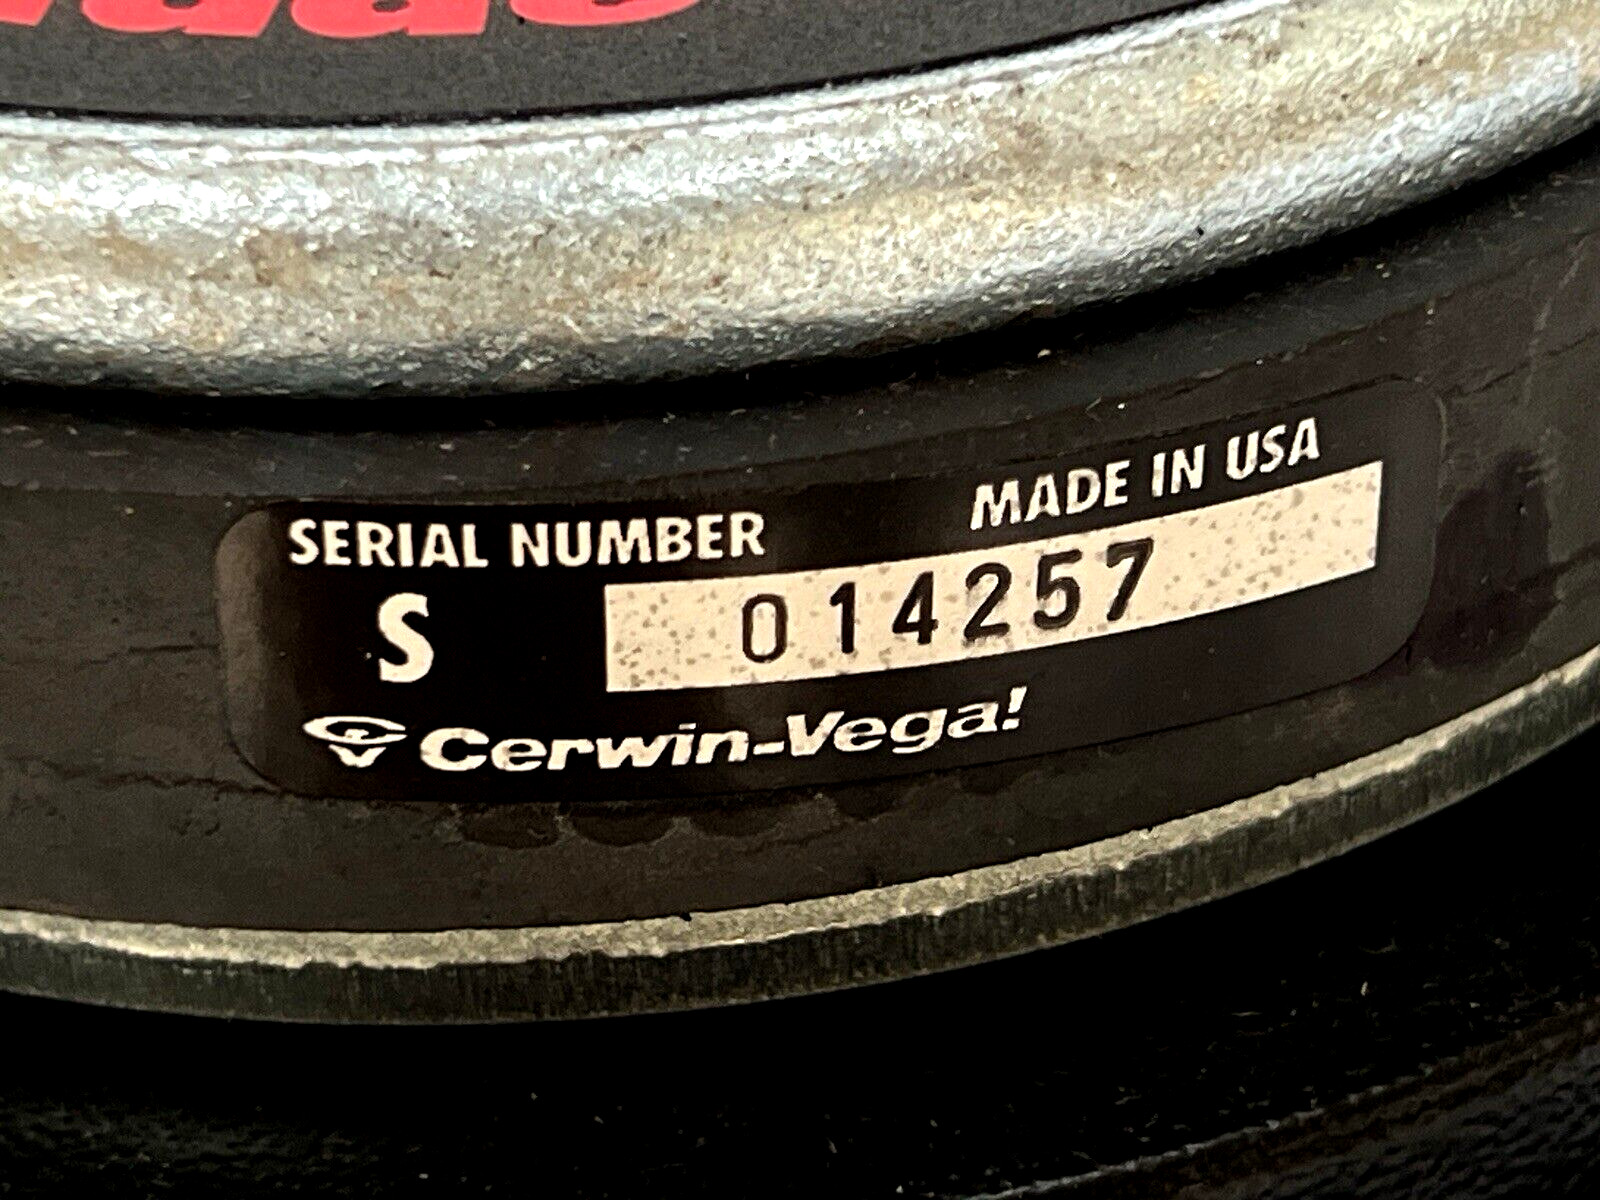 SERIAL NUMBER MADE IN USA
S 014257
Cerwin-Vega!